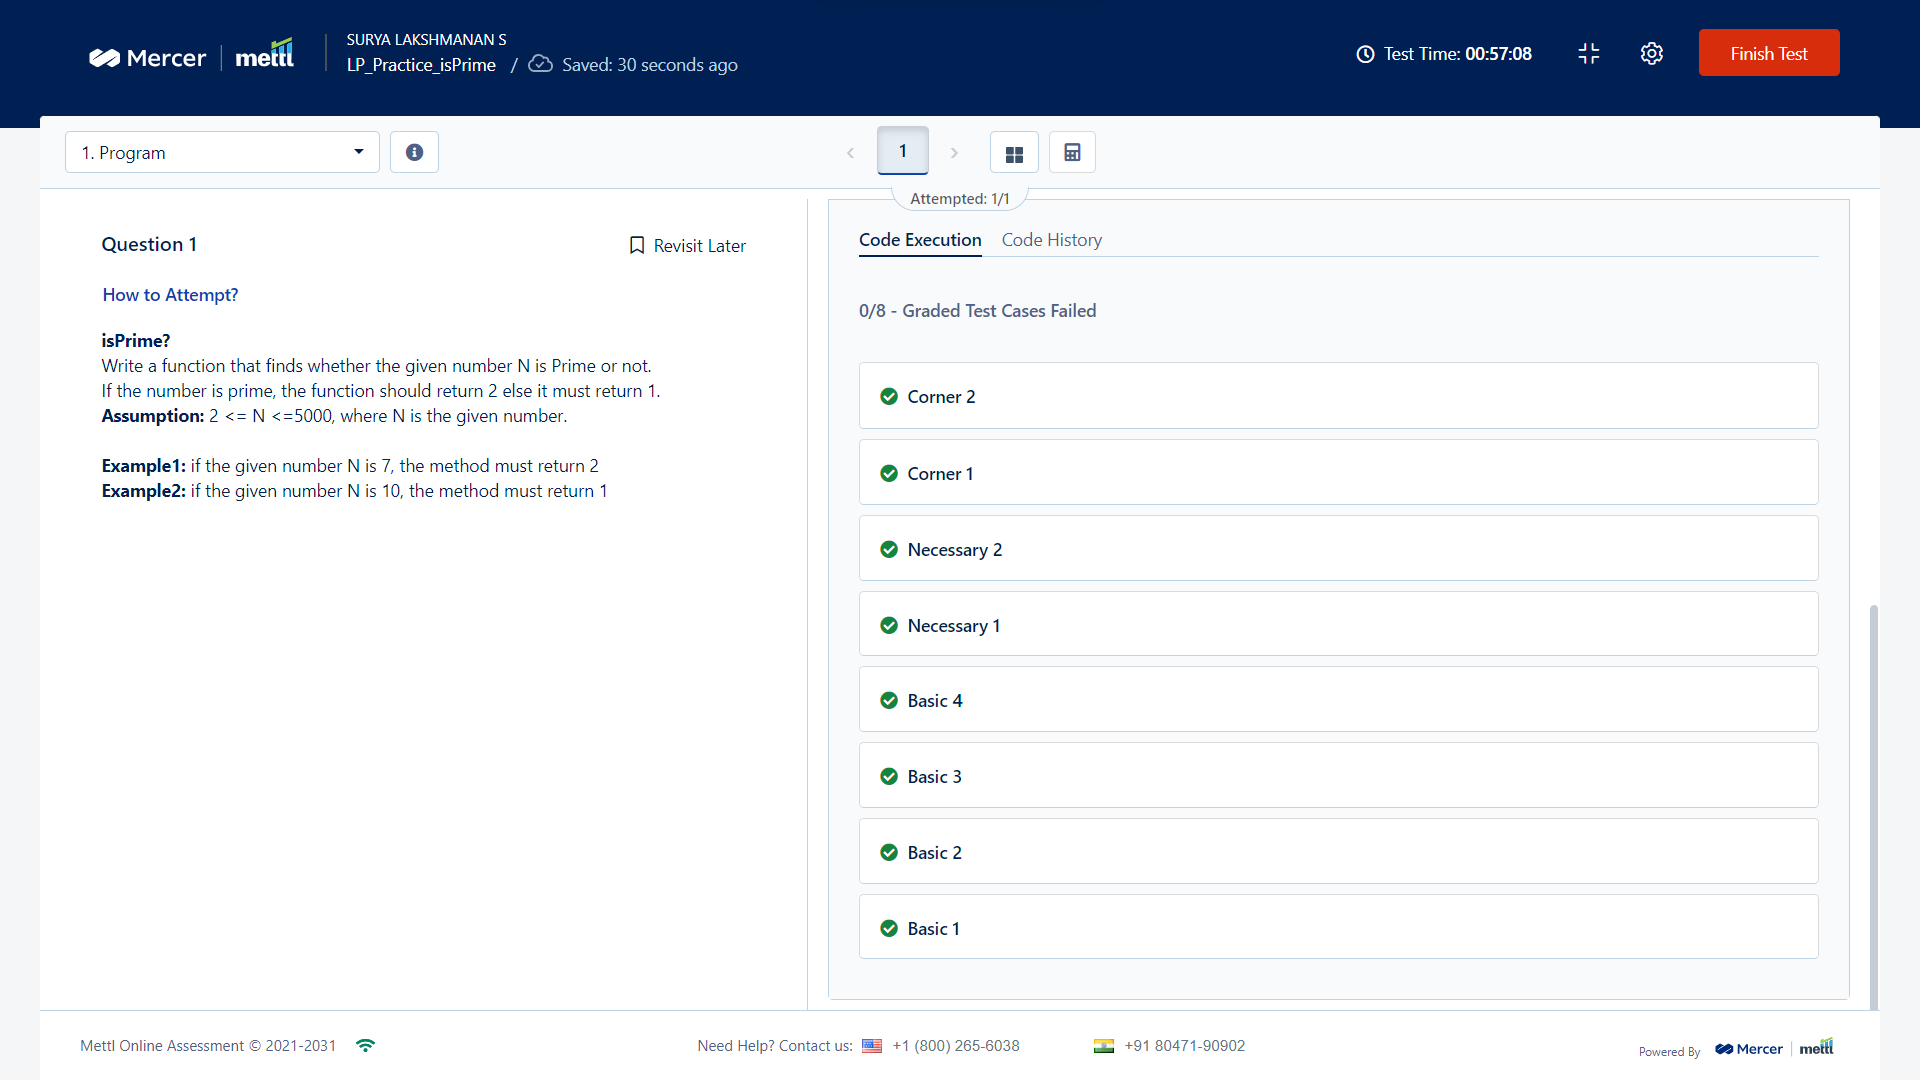 Mercer mettl
SURYA LAKSHMANAN S
LP_Practice_isPrime / Saved: 30 seconds ago
Test Time: 00:57:08
Finish Test
1. Program
1
Attempted: 1/1
Question 1
Revisit Later
How to Attempt?
isPrime?
Write a function that finds whether the given number N is Prime or not.
If the number is prime, the function should return 2 else it must return 1.
Assumption: 2 <= N <=5000, where N is the given number.
Example1: if the given number N is 7, the method must return 2
Example2: if the given number N is 10, the method must return 1
Code Execution Code History
0/8 - Graded Test Cases Failed
Corner 2
Corner 1
Necessary 2
Necessary 1
Basic 4
Basic 3
Basic 2
Basic 1
Mettl Online Assessment © 2021-2031
Need Help? Contact us: +1 (800) 265-6038 +91 80471-90902
Powered By Mercer mettl